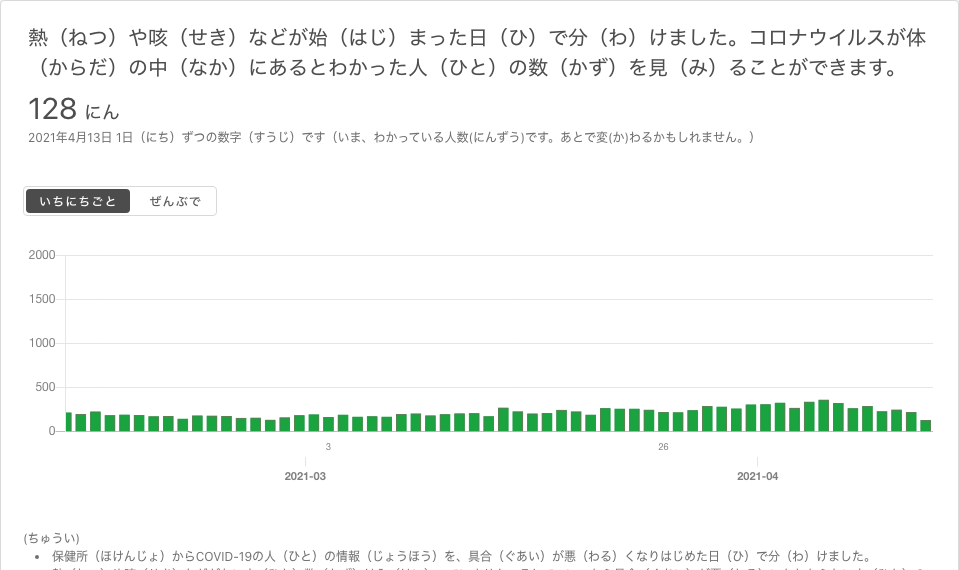 熱（ねつ）や咳（せき）などが始（はじ）まった日（ひ）で分（わ）けました。コロナウイルスが体
（からだ）の中（なか）にあるとわかった人（ひと）の数（かず）を見（み）ることができます。
128 にん
2021年4月13日 1日（にち）ずつの数字（すうじ）です（いま、わかっている人数(にんずう)です。あとで変(か)わるかもしれません。）
いちにちごと ぜんぶで
2000
1500
1000
500
0
3 26
2021-03 2021-04
(ちゅうい)
• 保健所（ほけんじょ）からCOVID-19の人（ひと）の情報（じょうほう）を、具合（ぐあい）が悪（わる）くなりはじめた日（ひ）で分（わ）けました。